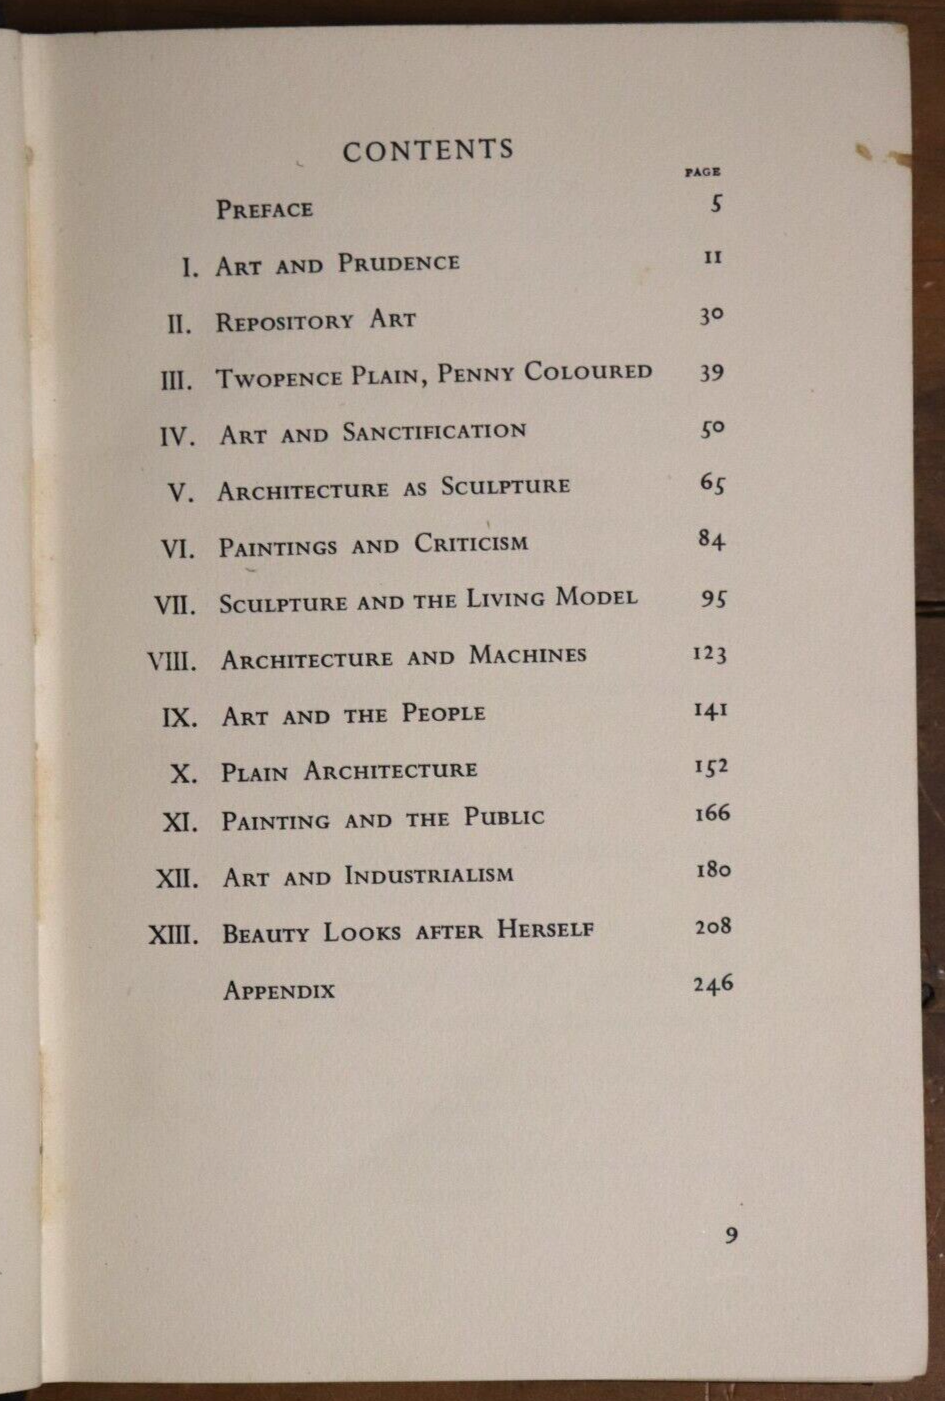 CONTENTS
PAGE
PREFACE 5
I. ART AND PRUDENCE 11
II. REPOSITORY ART 30
III. TWOPENCE PLAIN, PENNY COLOURED 39
IV. ART AND SANCTIFICATION 50
V. ARCHITECTURE AS SCULPTURE 65
VI. PAINTINGS AND CRITICISM 84
VII. SCULPTURE AND THE LIVING MODEL 95
VIII. ARCHITECTURE AND MACHINES 123
IX. ART AND THE PEOPLE 141
X. PLAIN ARCHITECTURE 152
XI. PAINTING AND THE PUBLIC 166
XII. ART AND INDUSTRIALISM 180
XIII. BEAUTY LOOKS AFTER HERSELF 208
APPENDIX 246
9